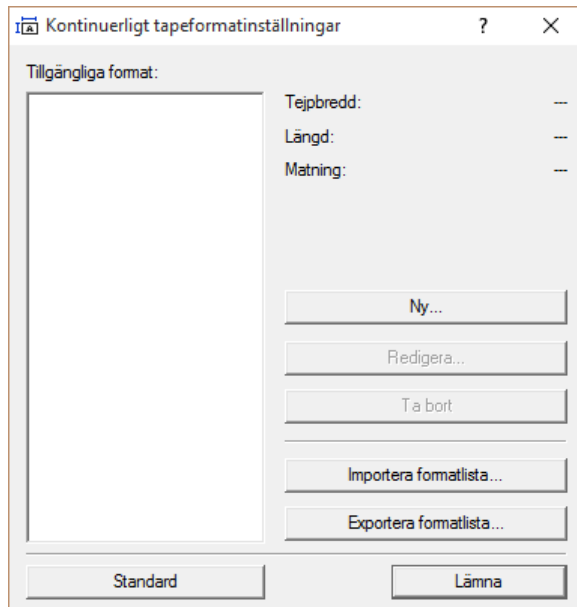 Kontinuerligt tapeformatinställningar
Tillgängliga format:
Tejpbredd: ---
Längd: ---
Matning: ---
Ny...
Redigera...
Ta bort
Importera formatlista...
Exportera formatlista...
Standard
Lämna